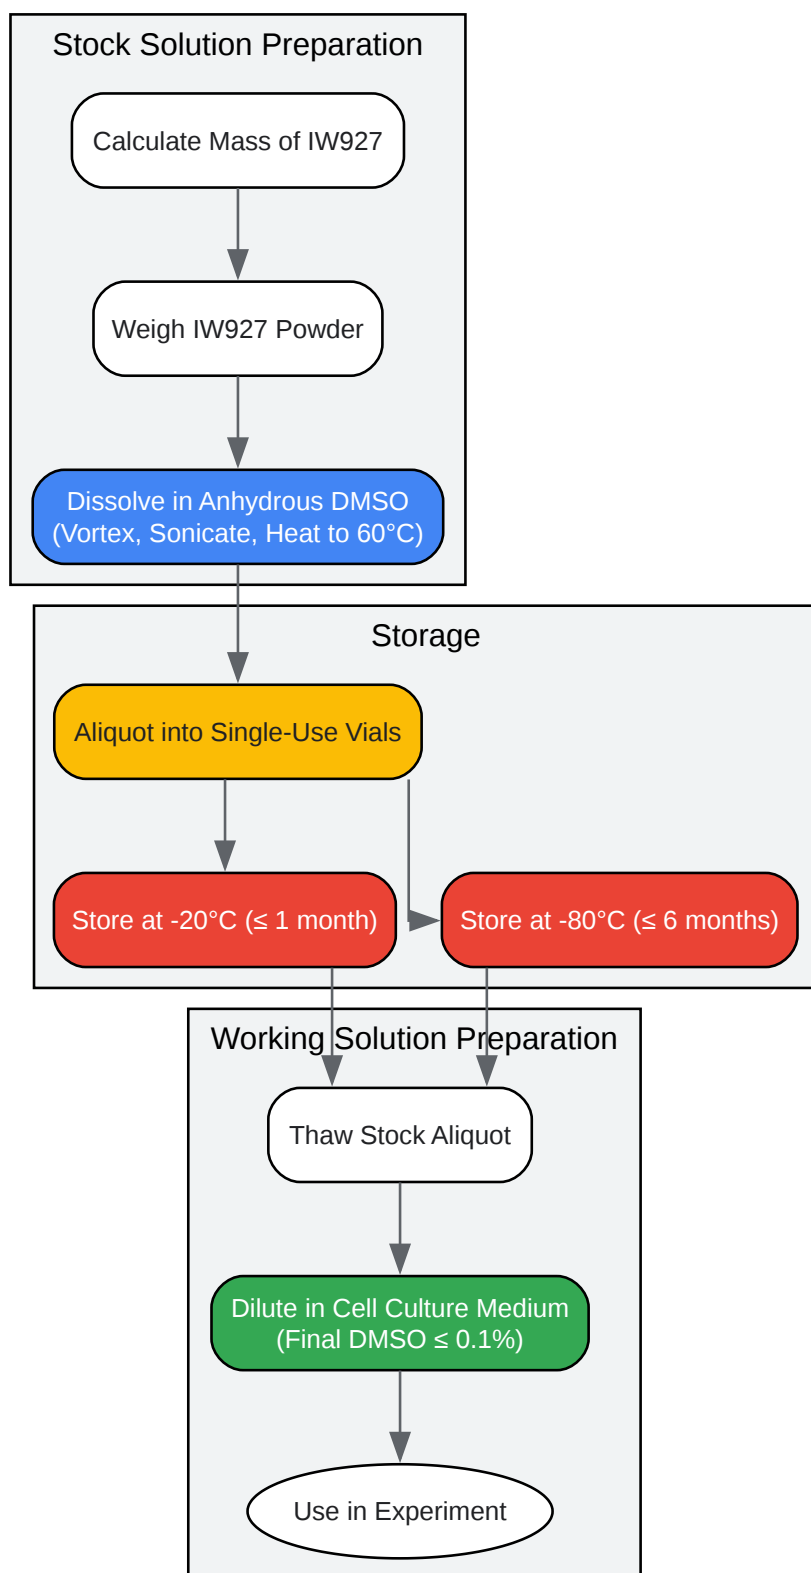 Stock Solution Preparation
Calculate Mass of IW927
Weigh IW927 Powder
Dissolve in Anhydrous DMSO
(Vortex, Sonicate, Heat to 60°C)
Storage
Aliquot into Single-Use Vials
Store at -20°C (≤ 1 month)
Store at -80°C (≤ 6 months)
Working Solution Preparation
Thaw Stock Aliquot
Dilute in Cell Culture Medium
(Final DMSO ≤ 0.1%)
Use in Experiment